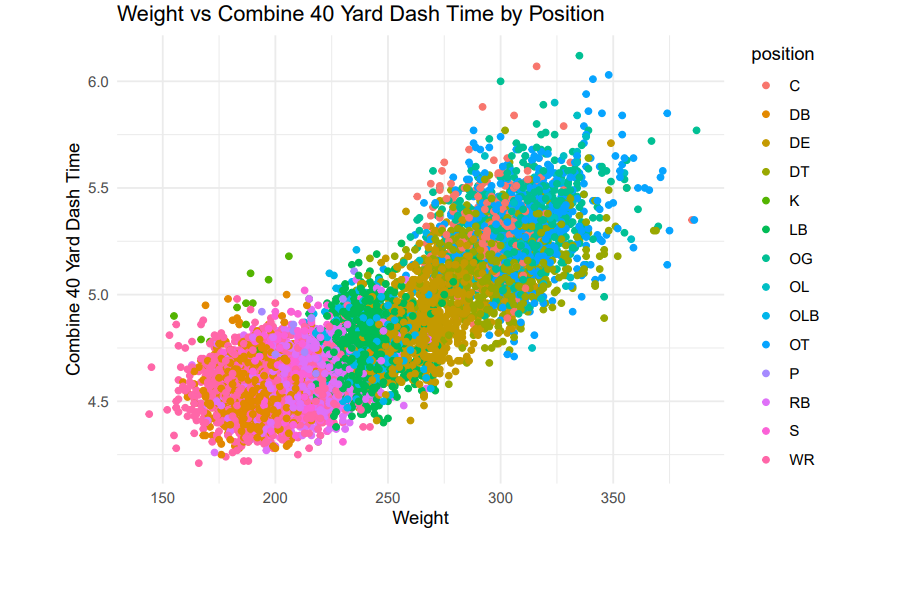 Weight vs Combine 40 Yard Dash Time by Position
Combine 40 Yard Dash Time
6.0
5.5
5.0
4.5
150 200 250 300 350
Weight
position
C
DB
DE
DT
K
LB
OG
OL
OLB
OT
P
RB
S
WR